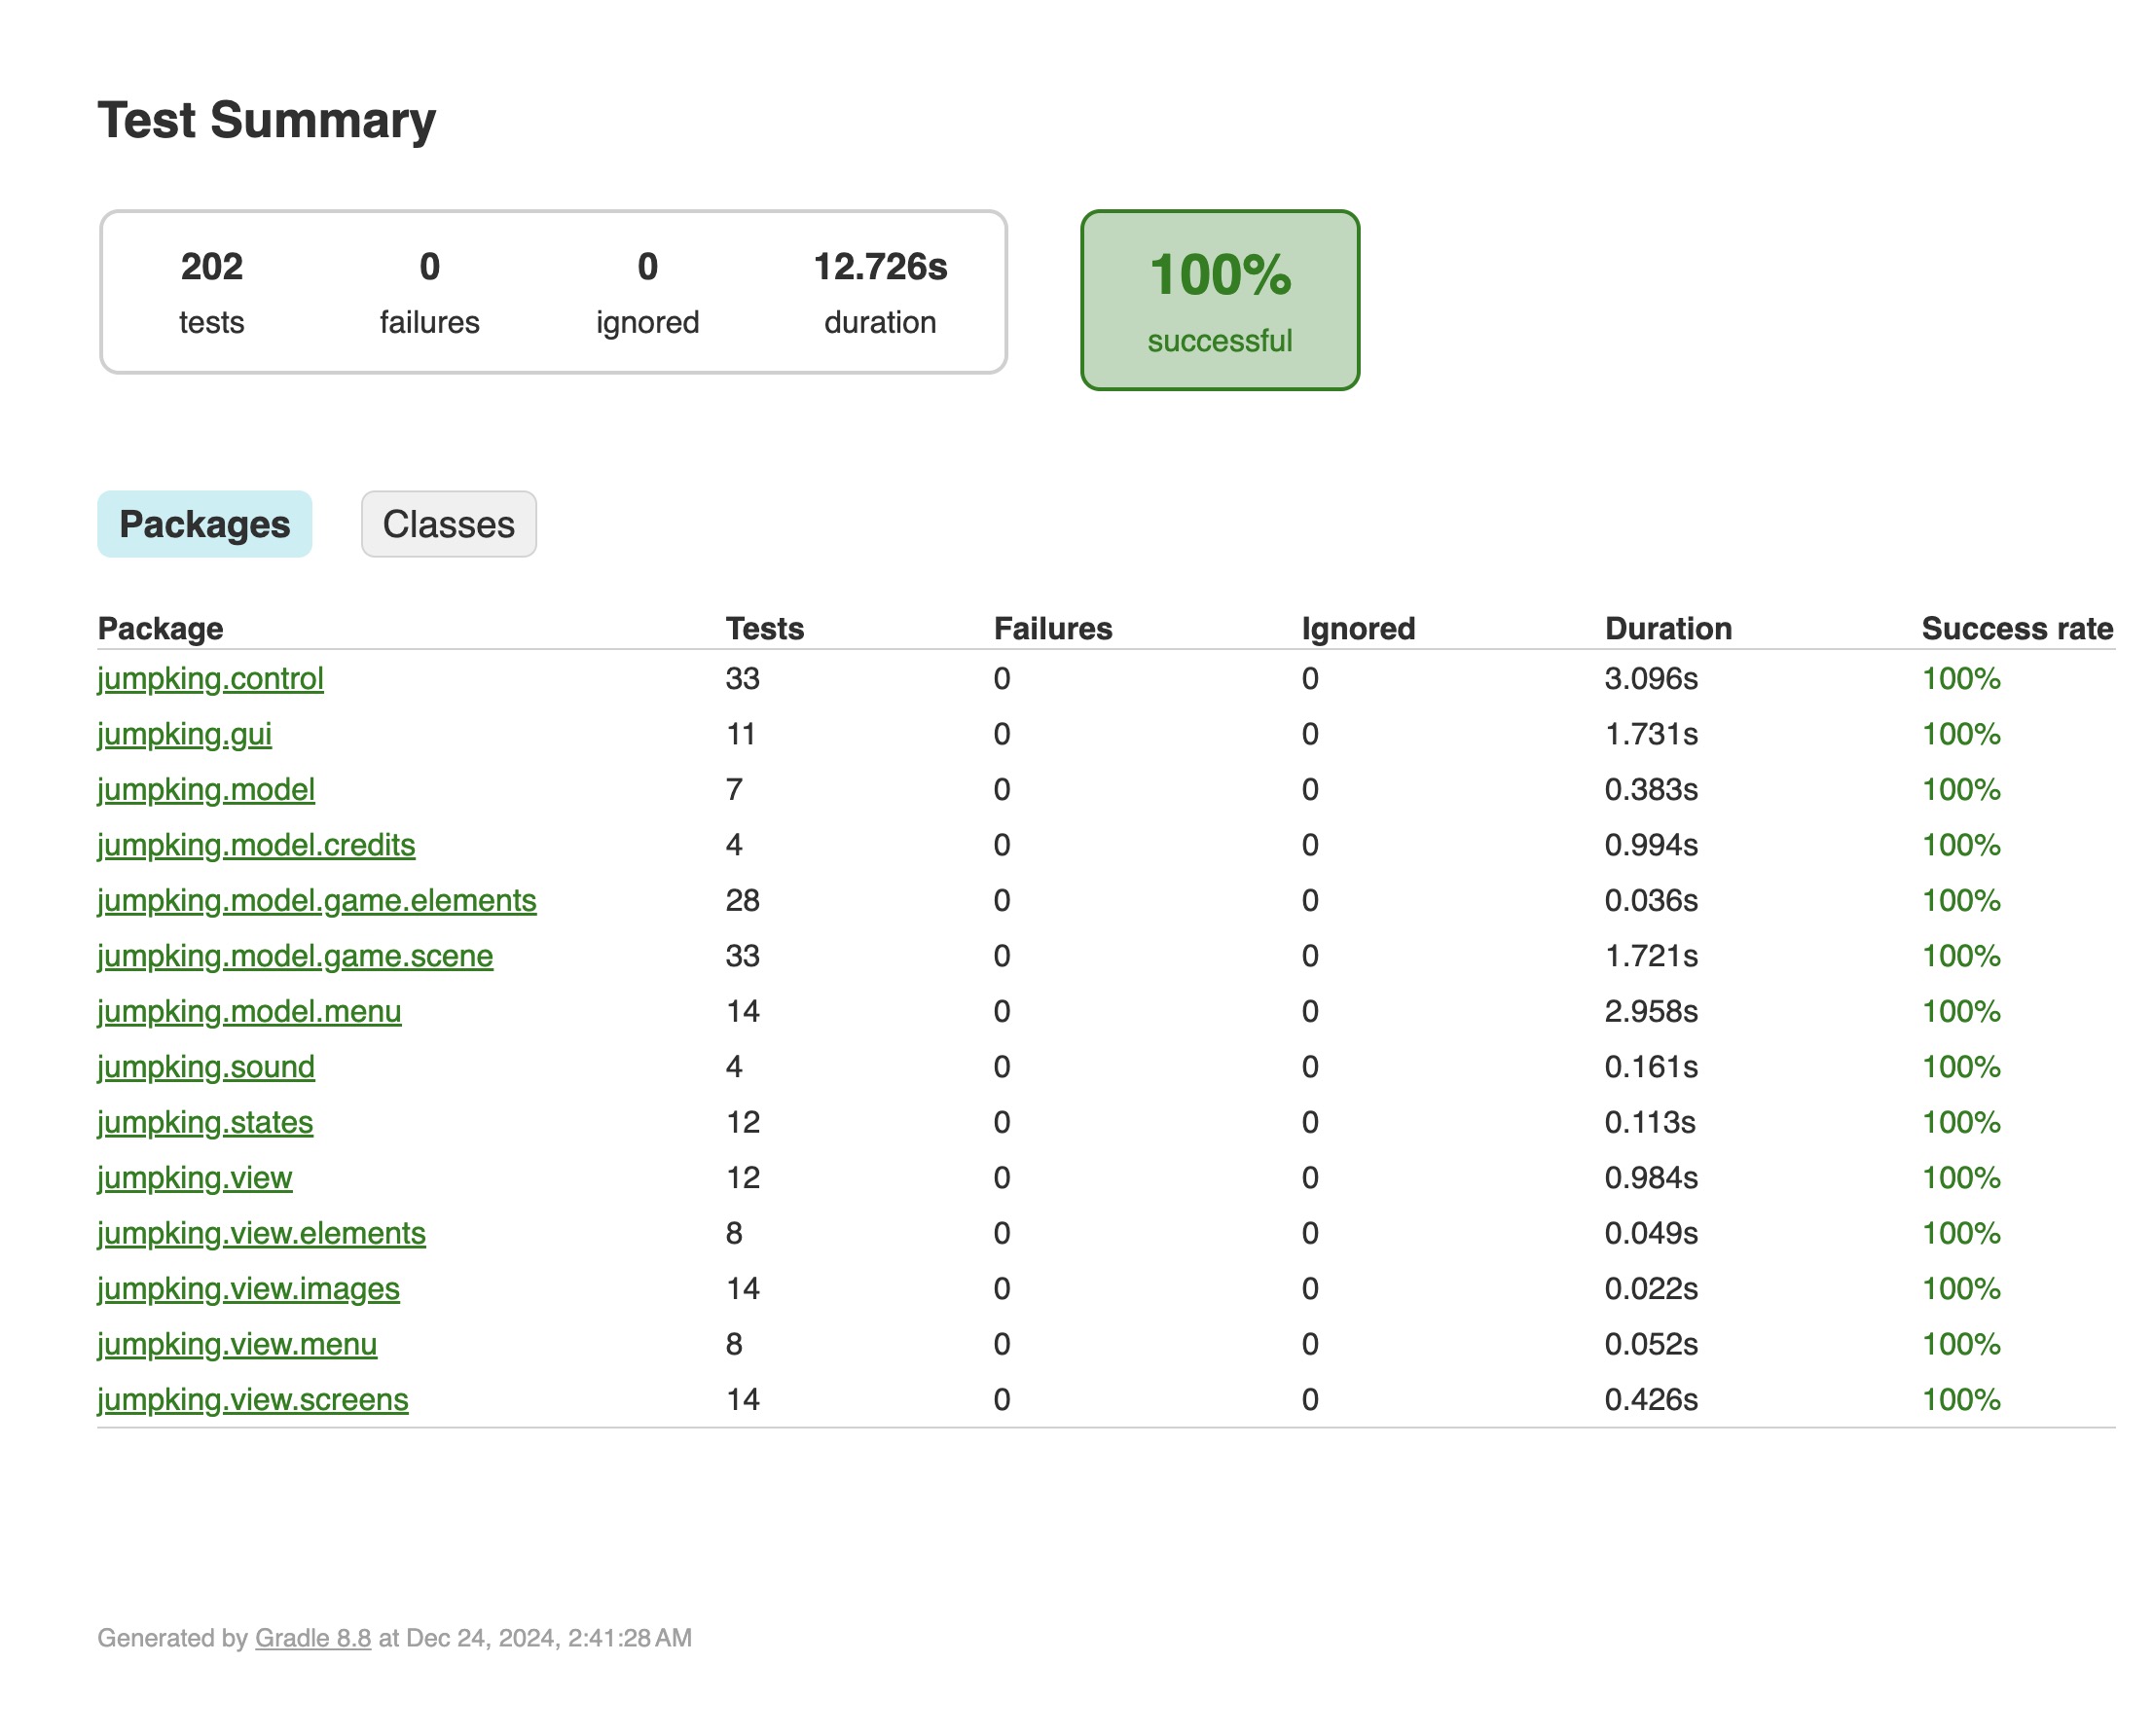 Test Summary
202 0 0 12.726s
tests failures ignored duration
100%
successful
Packages Classes
Package Tests Failures Ignored Duration Success rate
jumpking.control 33 0 0 3.096s 100%
jumpking.gui 11 0 0 1.731s 100%
jumpking.model 7 0 0 0.383s 100%
jumpking.model.credits 4 0 0 0.994s 100%
jumpking.model.game.elements 28 0 0 0.036s 100%
jumpking.model.game.scene 33 0 0 1.721s 100%
jumpking.model.menu 14 0 0 2.958s 100%
jumpking.sound 4 0 0 0.161s 100%
jumpking.states 12 0 0 0.113s 100%
jumpking.view 12 0 0 0.984s 100%
jumpking.view.elements 8 0 0 0.049s 100%
jumpking.view.images 14 0 0 0.022s 100%
jumpking.view.menu 8 0 0 0.052s 100%
jumpking.view.screens 14 0 0 0.426s 100%
Generated by Gradle 8.8 at Dec 24, 2024, 2:41:28 AM